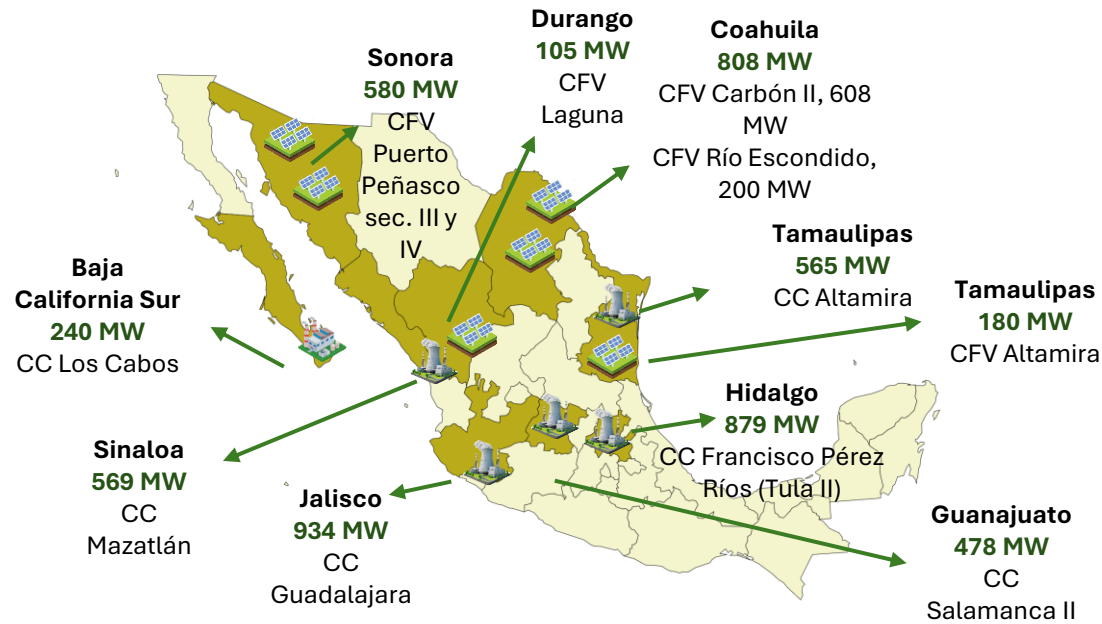 Durango
105 MW
CFV
Laguna
Coahuila
808 MW
CFV Carbón II, 608
MW
CFV Río Escondido,
200 MW
Sonora
580 MW
CFV
Puerto
Peñasco
sec. III y
IV
Tamaulipas
565 MW
CC Altamira
Tamaulipas
180 MW
CFV Altamira
Baja
California Sur
240 MW
CC Los Cabos
Hidalgo
879 MW
CC Francisco Pérez
Ríos (Tula II)
Sinaloa
569 MW
CC
Mazatlán
Jalisco
934 MW
CC
Guadalajara
Guanajuato
478 MW
CC
Salamanca II